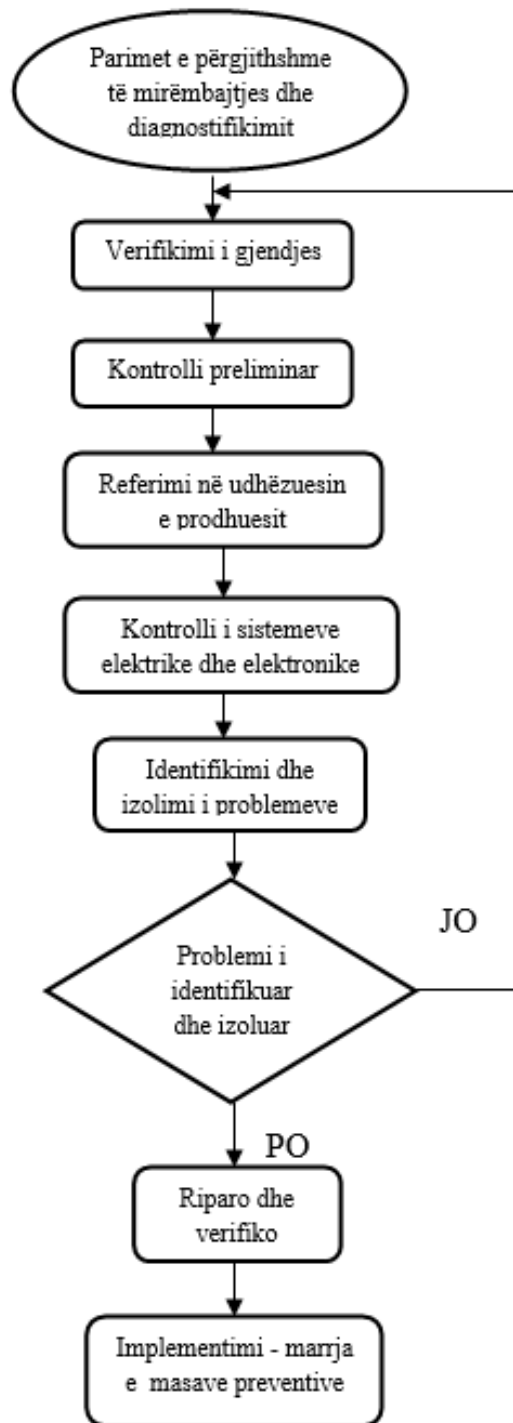 Parimet e përgjithshme
të mirëmbajtjes dhe
diagnostifikimit
Verifikimi i gjendjes
Kontrolli preliminar
Referimi në udhëzuesin
e prodhuesit
Kontrolli i sistemeve
elektrike dhe elektronike
Identifikimi dhe
izolimi i problemeve
Problemi i
identifikuar
dhe izoluar
JO
PO
Riparo dhe
verifiko
Implementimi - marrja
e masave preventive